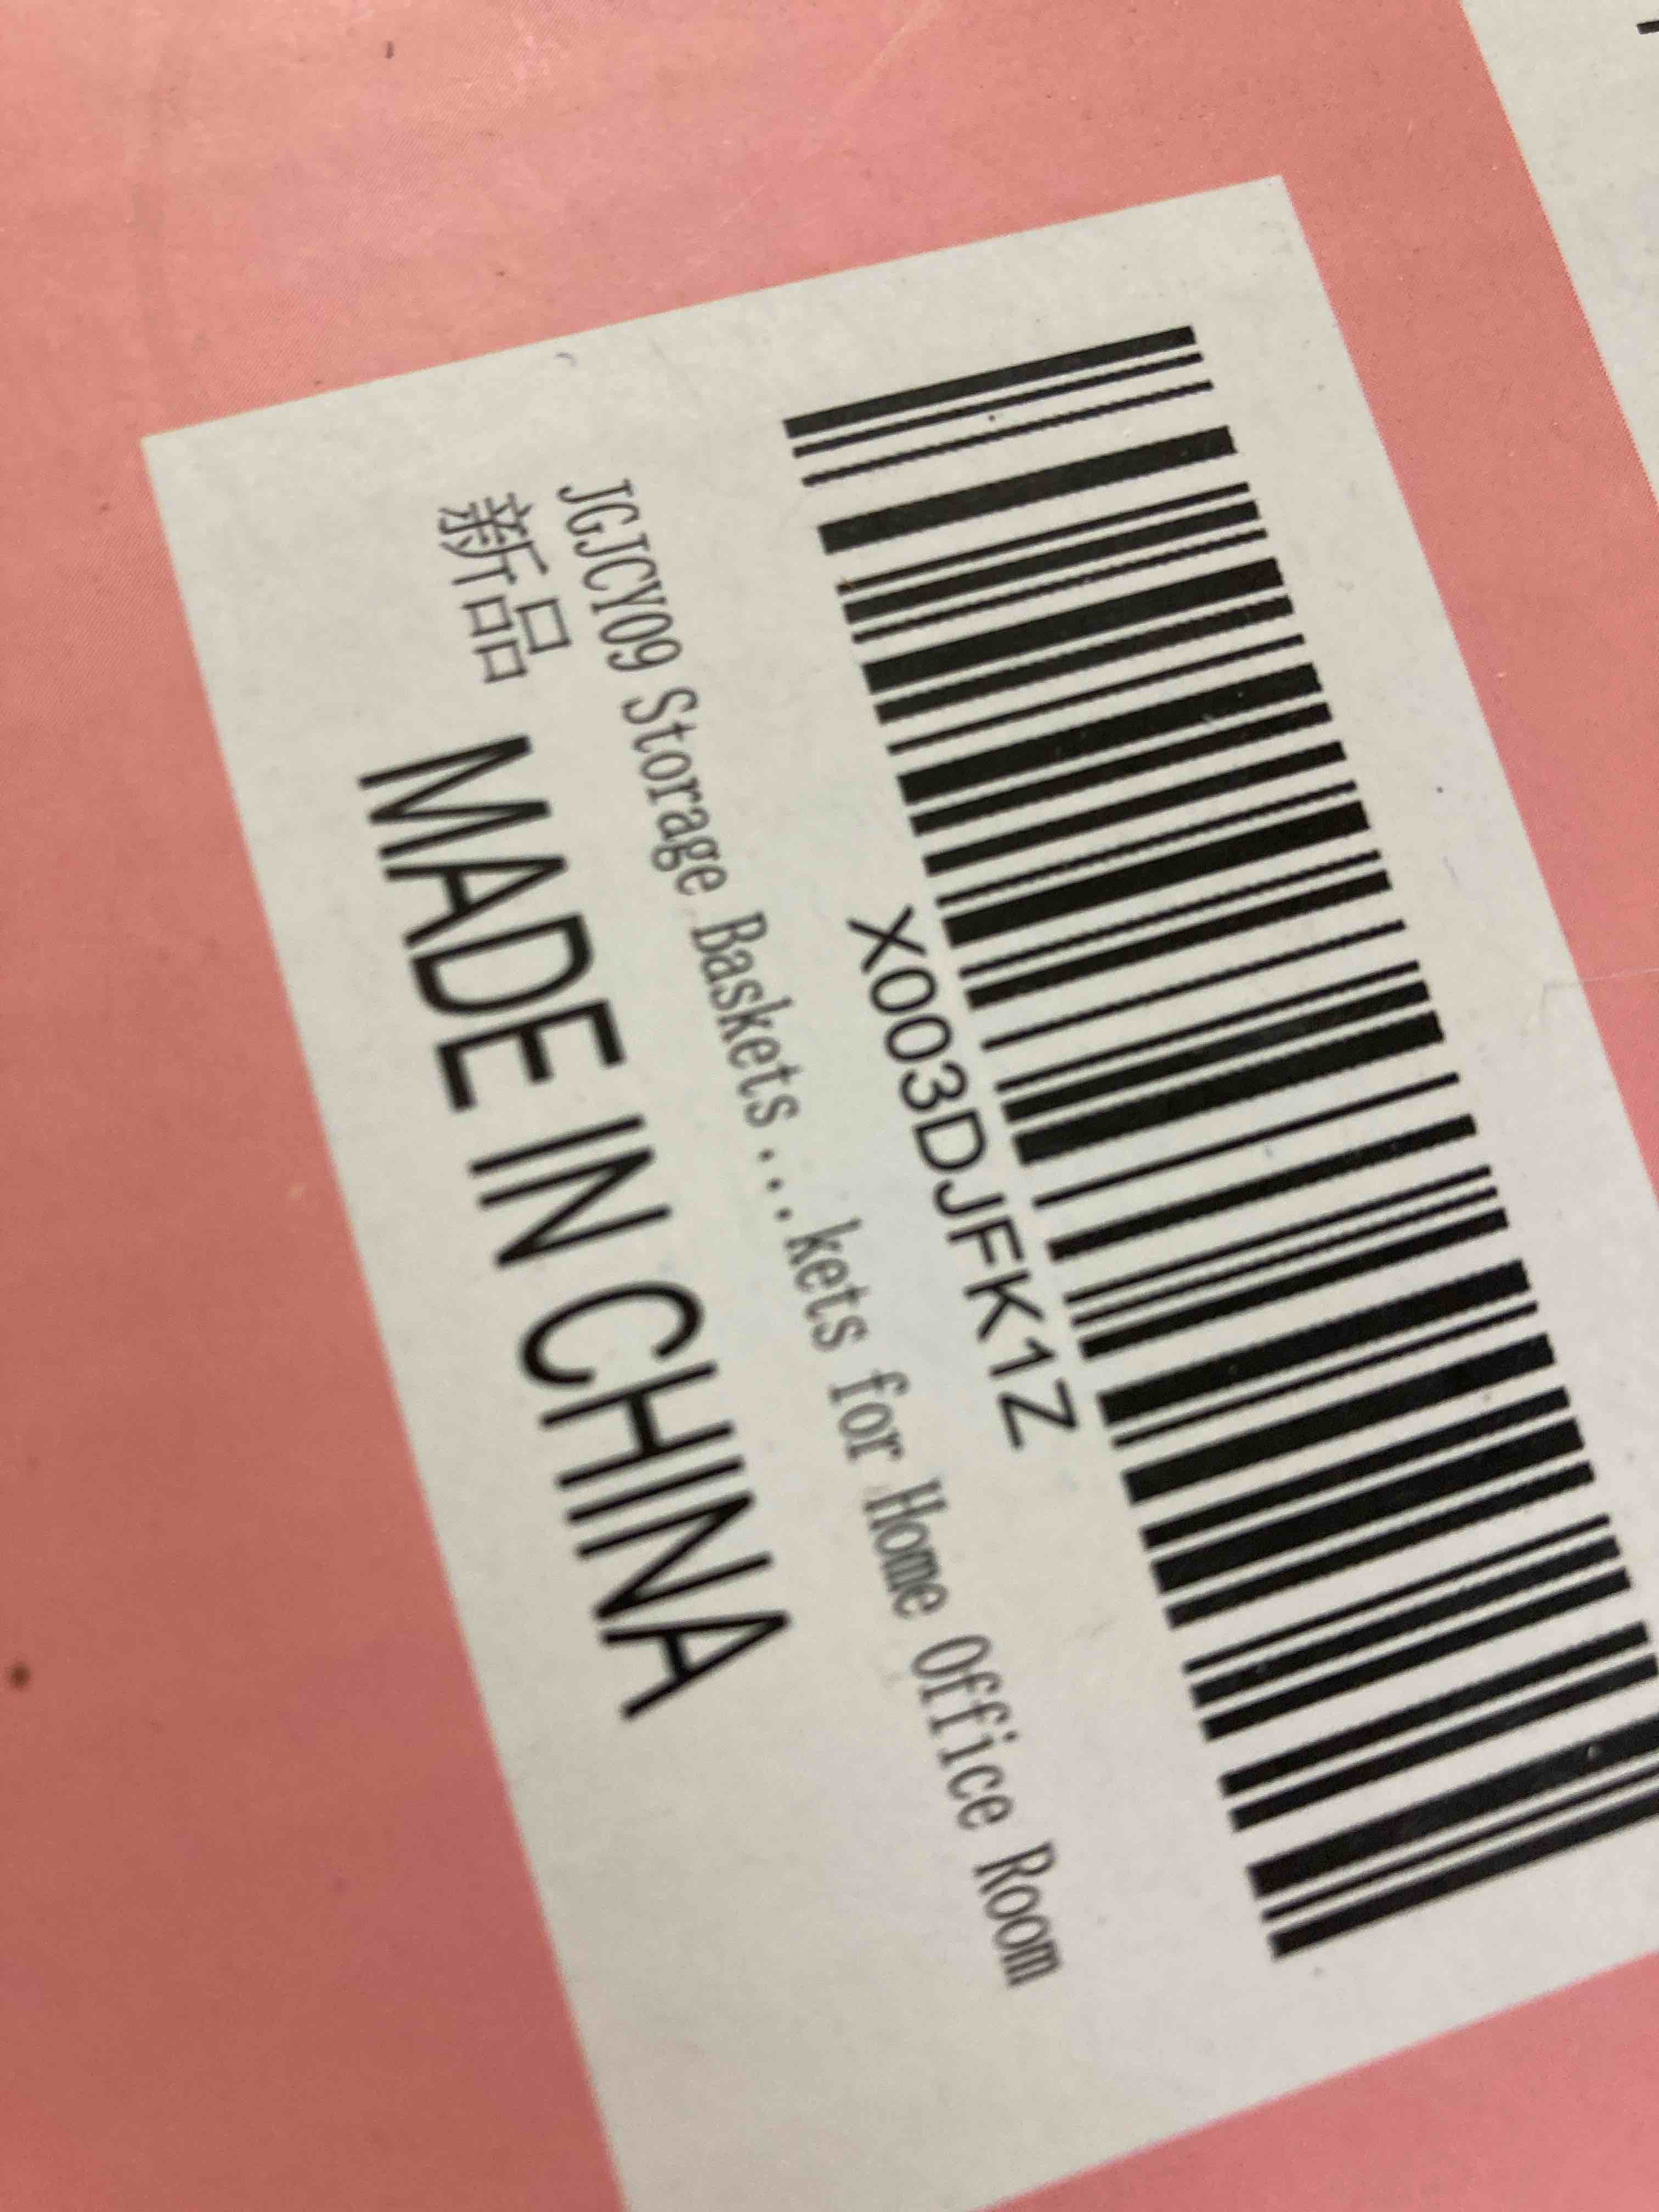 X003DJFK1Z
JGJCY09 Storage Baskets...kets for Home Office Room
新品 MADE IN CHINA